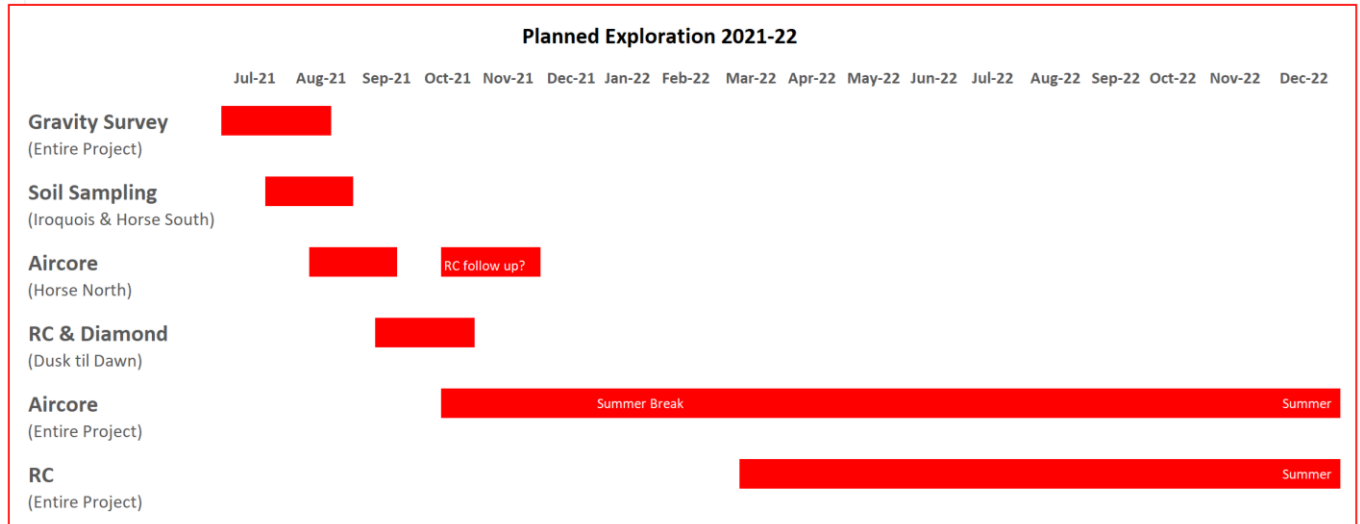 Planned Exploration 2021-22
Jul-21 Aug-21 Sep-21 Oct-21 Nov-21 Dec-21 Jan-22 Feb-22 Mar-22 Apr-22 May-22 Jun-22 Jul-22 Aug-22 Sep-22 Oct-22 Nov-22 Dec-22
Gravity Survey
(Entire Project)
Soil Sampling
(Iroquois & Horse South)
Aircore
RC follow up?
(Horse North)
RC & Diamond
(Dusk til Dawn)
Aircore
Summer Break Summer
(Entire Project)
RC
Summer
(Entire Project)